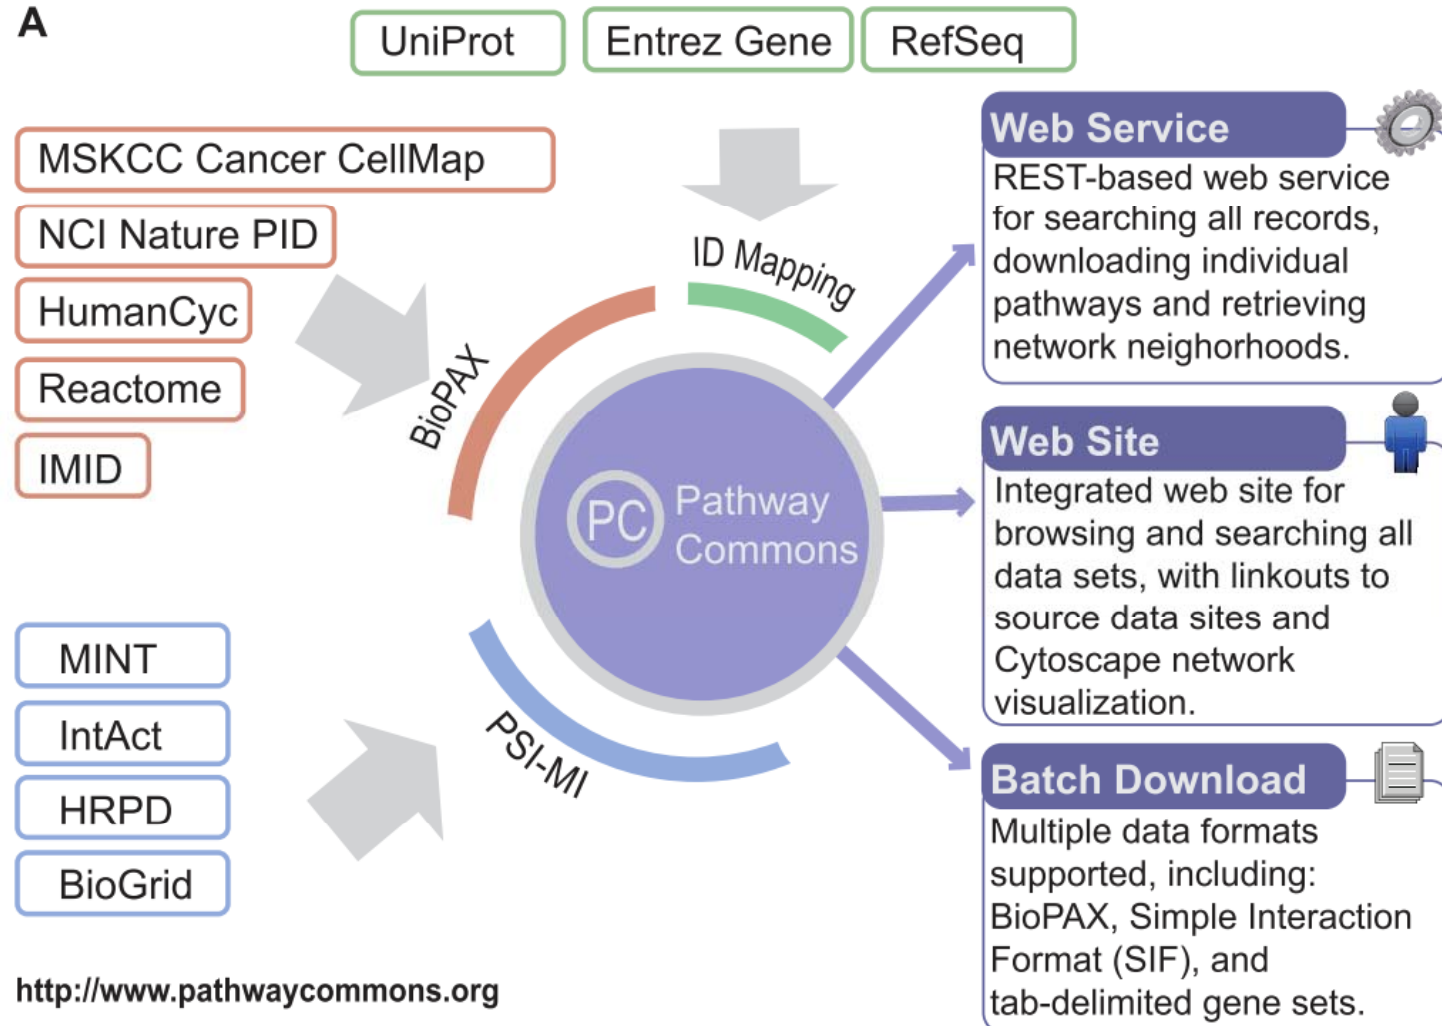 A
UniProt
Entrez Gene
RefSeq
MSKCC Cancer CellMap
NCI Nature PID
HumanCyc
Reactome
IMID
ID Mapping
BioPAX
PC
Pathway
Commons
PSI-MI
MINT
IntAct
HRPD
BioGrid
http://www.pathwaycommons.org
Web Service
REST-based web service
for searching all records,
downloading individual
pathways and retrieving
network neighorhoods.
Web Site
Integrated web site for
browsing and searching all
data sets, with linkouts to
source data sites and
Cytoscape network
visualization.
Batch Download
Multiple data formats
supported, including:
BioPAX, Simple Interaction
Format (SIF), and
tab-delimited gene sets.